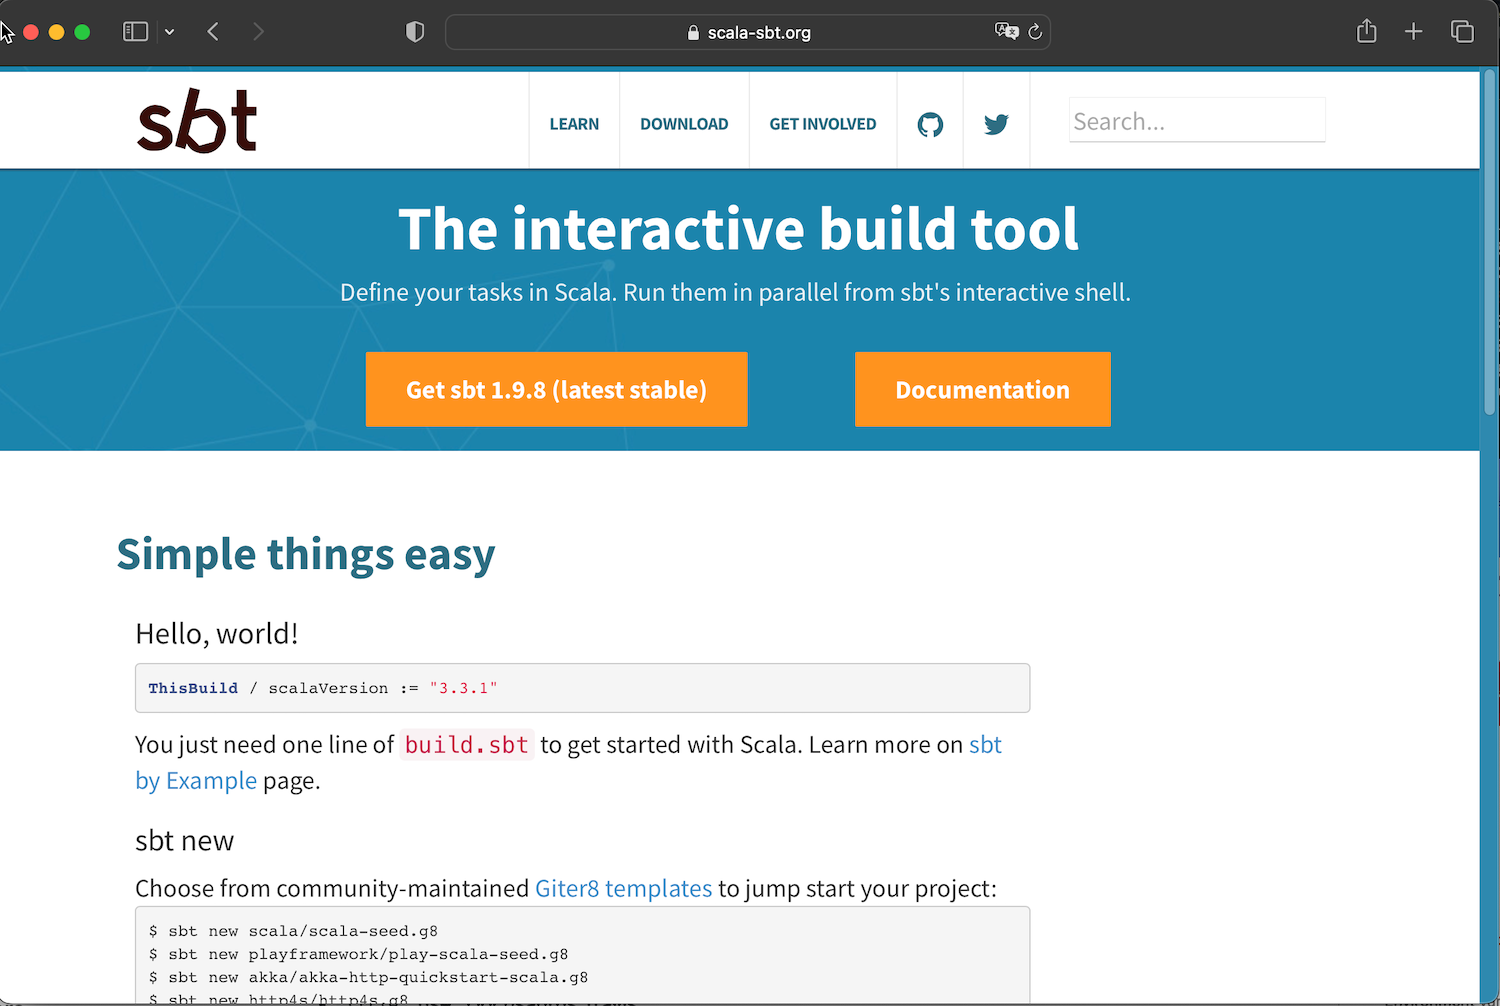 scala-sbt.org
sbt
LEARN
DOWNLOAD
GET INVOLVED
Search...
The interactive build tool
Define your tasks in Scala. Run them in parallel from sbt's interactive shell.
Get sbt 1.9.8 (latest stable)
Documentation
Simple things easy
Hello, world!
ThisBuild / scalaVersion := "3.3.1"
You just need one line of build.sbt to get started with Scala. Learn more on sbt
by Example page.
sbt new
Choose from community-maintained Giter8 templates to jump start your project:
$ sbt new scala/scala-seed.g8
$ sbt new playframework/play-scala-seed.g8
$ sbt new akka/akka-http-quickstart-scala.g8
$ sbt new http4s/http4s.g8